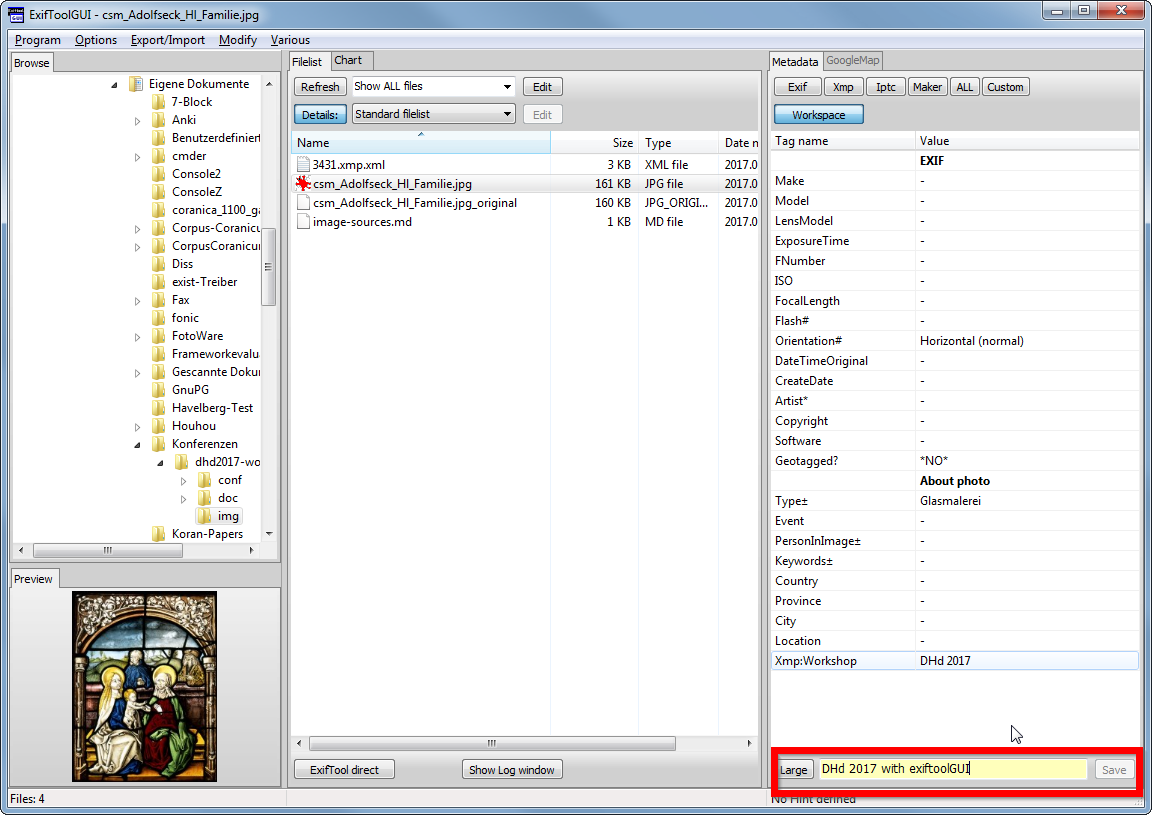 ExifToolGUI - csm_Adolfseck_Hl_Familie.jpg
Program Options Export/Import Modify Various
Browse
Eigene Dokumente
7-Block
Anki
Benutzerdefiniert
cmder
Console2
ConsoleZ
coranica_1100_ga
Corpus-Coranicu
CorpusCoranicur
Diss
exist-Treiber
Fax
fonic
FotoWare
Frameworkevalua
Gescannte Dokur
GnuPG
Havelberg-Test
Houhou
Konferenzen
dhd2017-wo
conf
doc
img
Koran-Papers
Preview
Filelist Chart
Refresh Show ALL files Edit
Details: Standard filelist Edit
Name Size Type Date n
3431.xmp.xml 3 KB XML file 2017.0
csm_Adolfseck_Hl_Familie.jpg 161 KB JPG file 2017.0
csm_Adolfseck_Hl_Familie.jpg_original 160 KB JPG_ORIGI... 2017.0
image-sources.md 1 KB MD file 2017.0
ExifTool direct Show Log window
Metadata GoogleMap
Exif Xmp Iptc Maker ALL Custom
Workspace
Tag name Value
EXIF
Make -
Model -
LensModel -
ExposureTime -
FNumber -
ISO -
FocalLength -
Flash# -
Orientation# Horizontal (normal)
DateTimeOriginal -
CreateDate -
Artist* -
Copyright -
Software -
Geotagged? *NO*
About photo
Type± Glasmalerei
Event -
PersonInImage± -
Keywords± -
Country -
Province -
City -
Location -
Xmp:Workshop DHd 2017
Large DHd 2017 with exiftoolGUI Save
Files: 4
No Hint defined